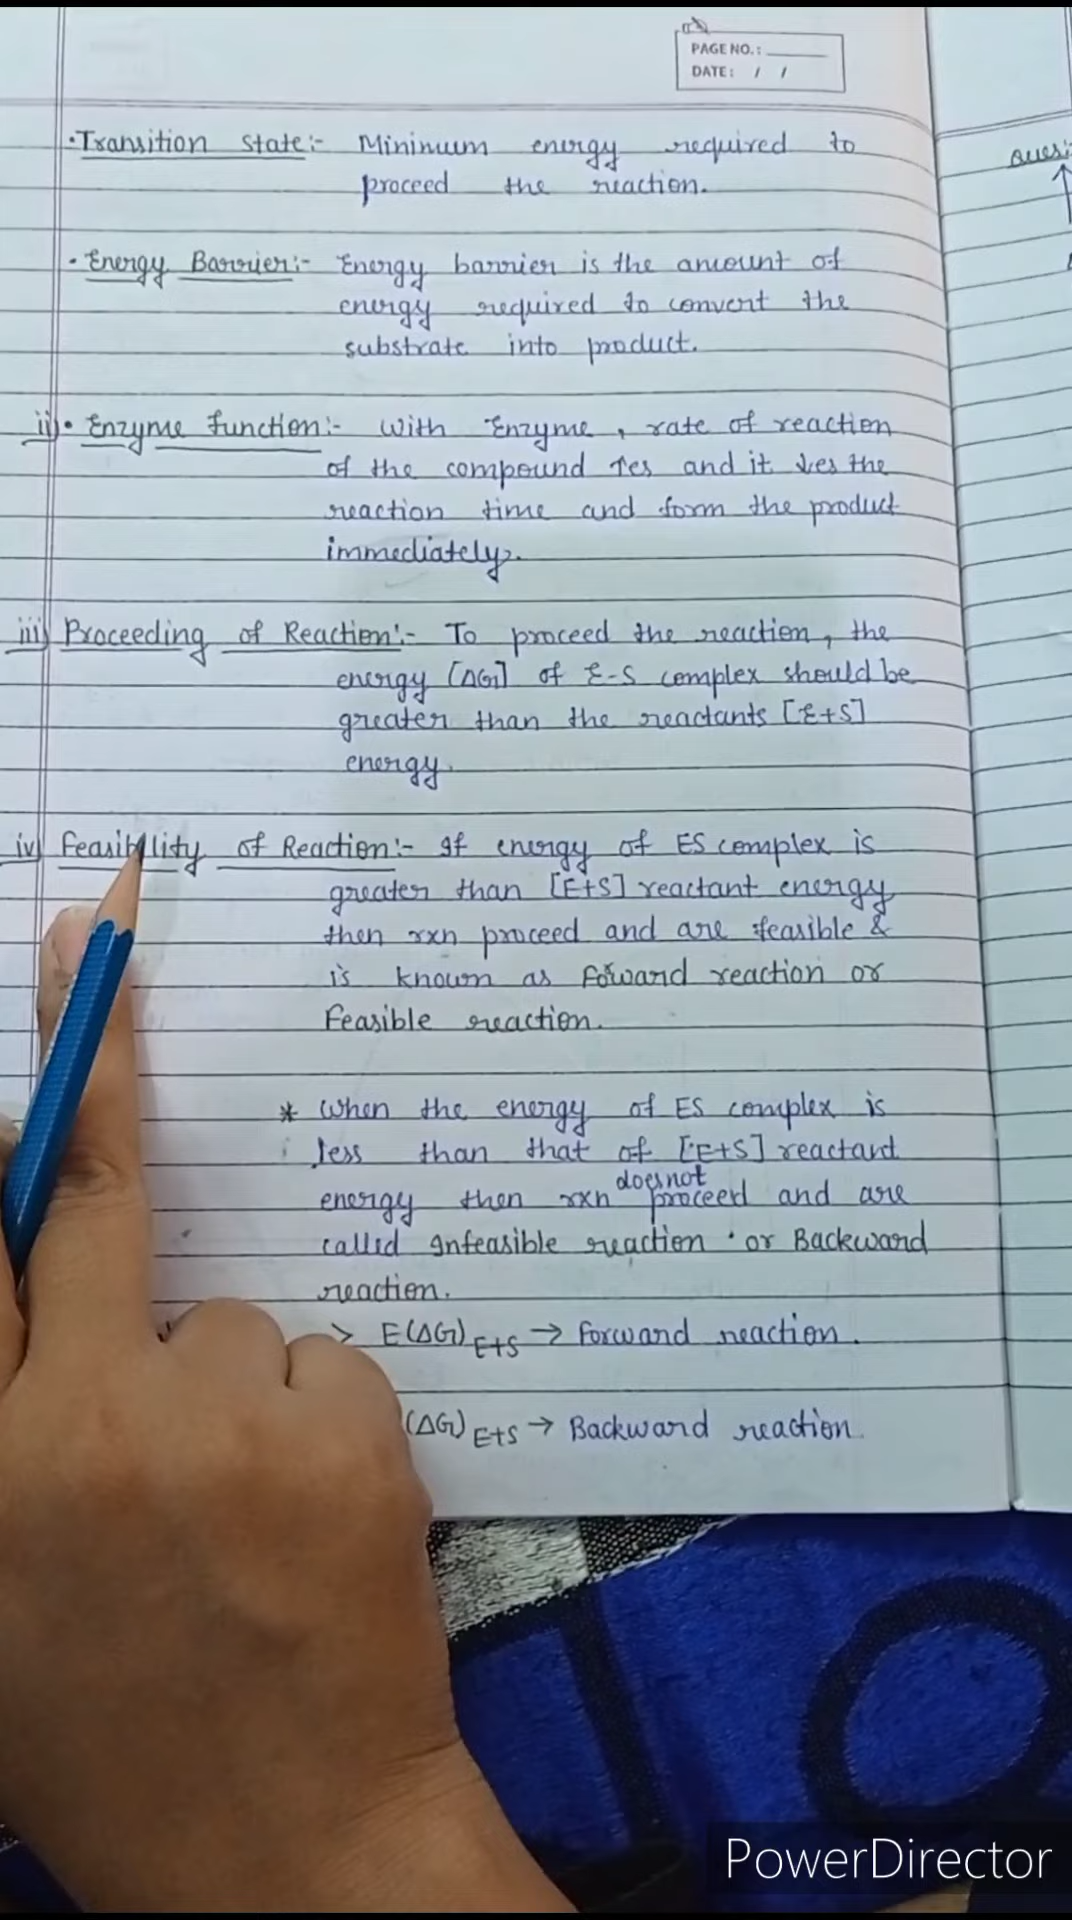 PAGE NO.:
DATE: / /
•Transition State:- Minimum energy required to
proceed the reaction.
• Energy Barrier:- Energy barrier is the amount of
energy required to convert the
substrate into product.
ii)• Enzyme function:- with Enzyme, rate of reaction
of the compound ↑es and it ↓es the
reaction time and form the product
immediately.
iii) Proceeding of Reaction:- To proceed the reaction, the
energy [ΔG] of E-S complex should be
greater than the reactants [E+S]
energy.
iv) Feasibility of Reaction:- If energy of ES complex is
greater than [E+S] reactant energy
then rxn proceed and are feasible &
is known as Foward reaction or
Feasible reaction.
* when the energy of ES complex is
less than that of [E+S] reactant
energy then rxn does not proceed and are
called Infeasible reaction or Backward
reaction.
> E(ΔG) E+S → Forward reaction.
(ΔG) E+S → Backward reaction.
Ques:
PowerDirector